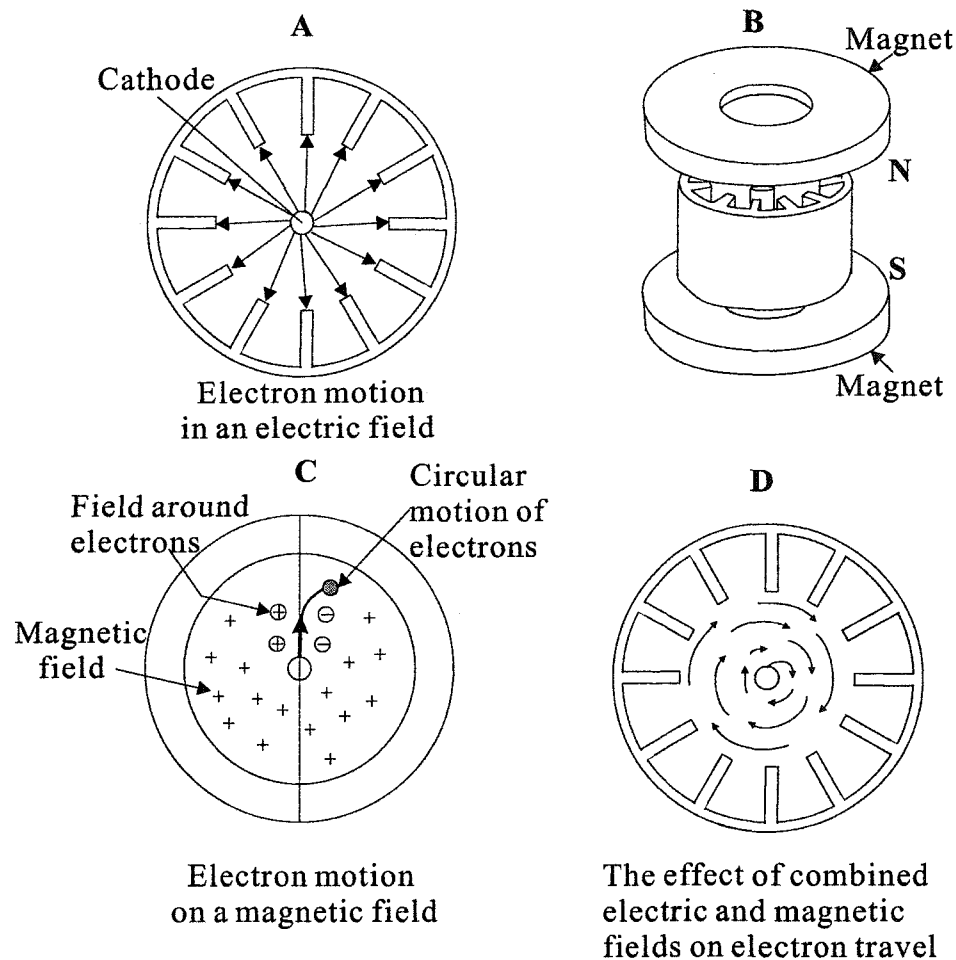 A
Cathode
Electron motion
in an electric field
B
Magnet
N
S
Magnet
C
Field around
electrons
Circular
motion of
electrons
Magnetic
field
Electron motion
on a magnetic field
D
The effect of combined
electric and magnetic
fields on electron travel